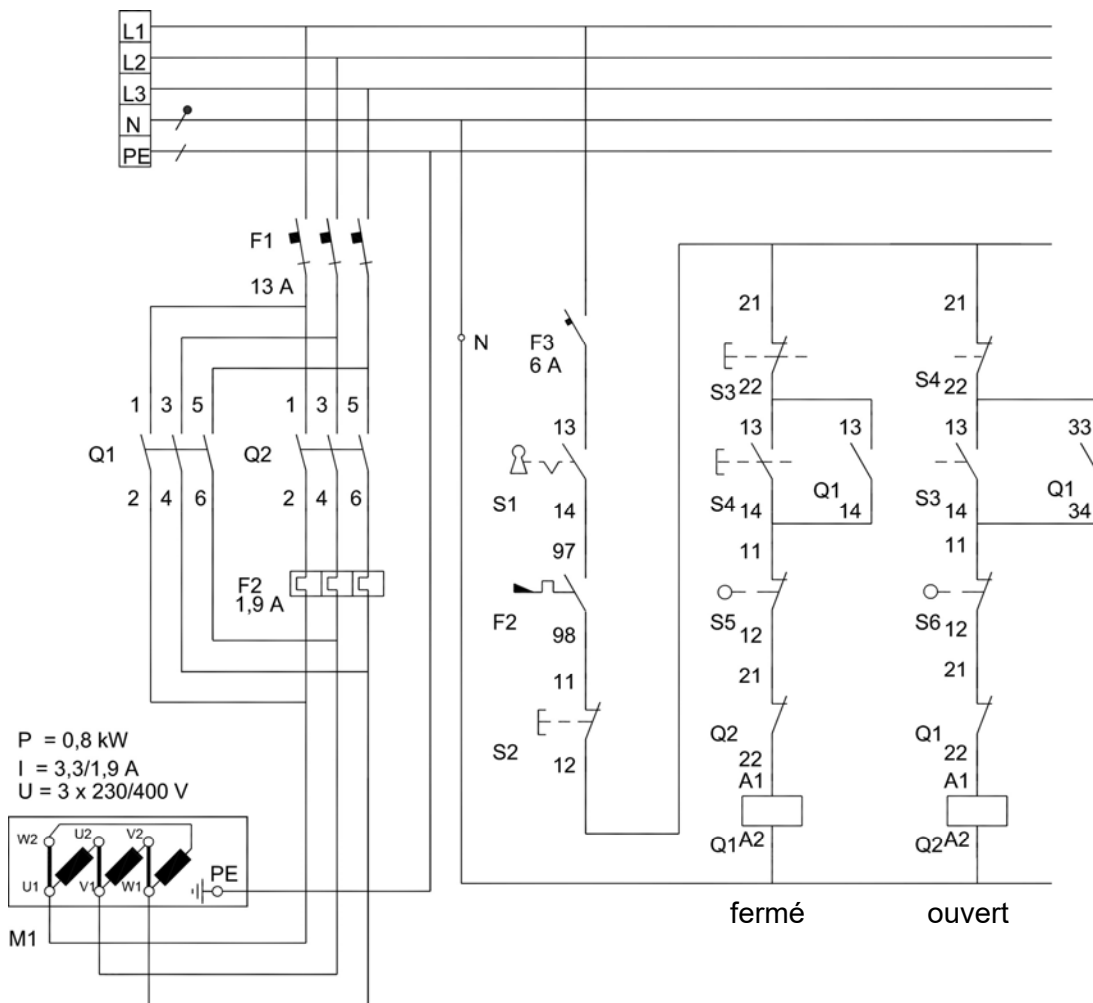 L1
L2
L3
N
PE
F1
13 A
1 3 5
Q1
2 4 6
1 3 5
Q2
2 4 6
F2
1,9 A
P = 0,8 kW
I = 3,3/1,9 A
U = 3 x 230/400 V
W2 U2 V2
U1 V1 W1
PE
M1
N
F3
6 A
13
S1
14
97
F2
98
11
S2
12
21
S3 22
13
S4 14
13
Q1
14
11
S5 12
21
Q2
22
A1
Q1 A2
fermé
21
S4
22
13
S3
14
33
Q1
34
11
S6
12
21
Q1
22
A1
Q2 A2
ouvert